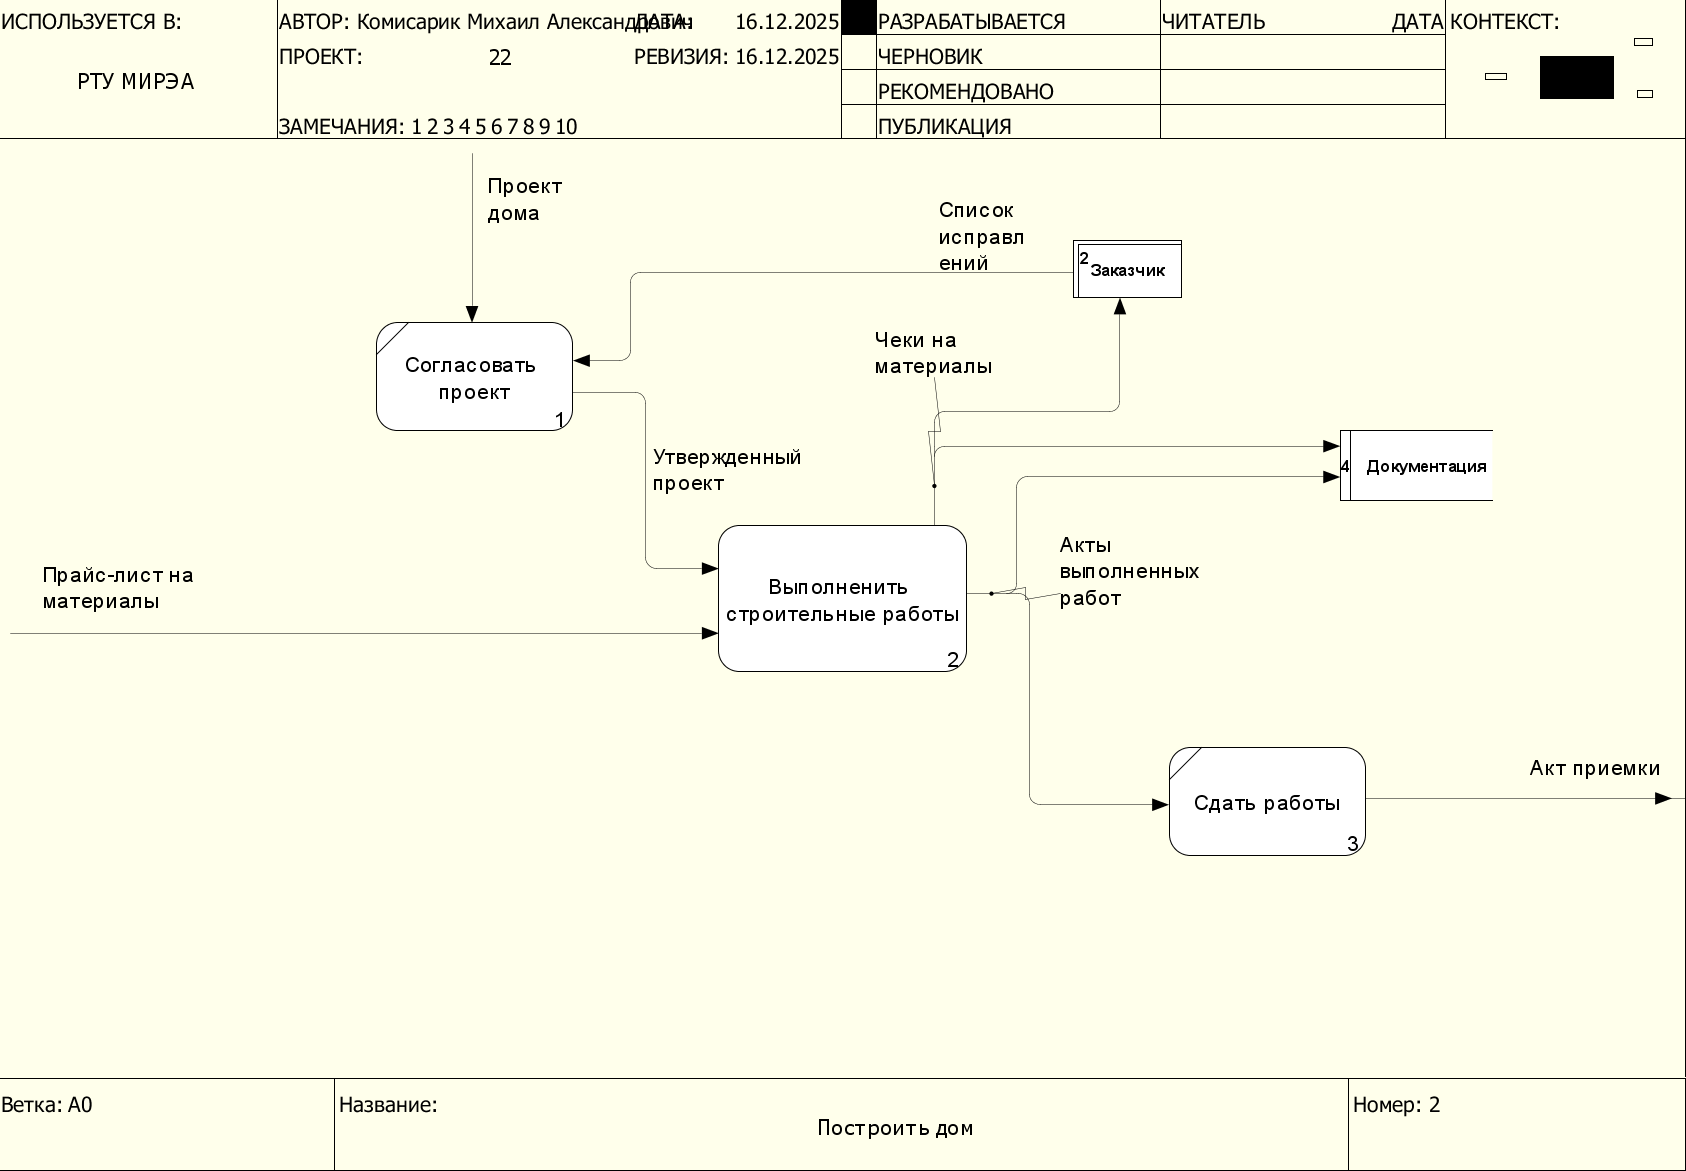 ИСПОЛЬЗУЕТСЯ В:
РТУ МИРЭА
АВТОР: Комисарик Михаил Александрович
ДАТА: 16.12.2025
ПРОЕКТ: 22
РЕВИЗИЯ: 16.12.2025
ЗАМЕЧАНИЯ: 1 2 3 4 5 6 7 8 9 10
РАЗРАБАТЫВАЕТСЯ
ЧЕРНОВИК
РЕКОМЕНДОВАНО
ПУБЛИКАЦИЯ
ЧИТАТЕЛЬ ДАТА
КОНТЕКСТ:
Проект
дома
Список
исправл
ений
2
Заказчик
Согласовать
проект
1
Чеки на
материалы
Утвержденный
проект
4
Документация
Прайс-лист на
материалы
Выполненить
строительные работы
2
Акты
выполненных
работ
Сдать работы
3
Акт приемки
Ветка: A0
Название:
Построить дом
Номер: 2